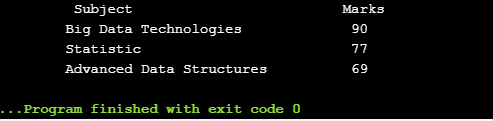 Subject Marks
Big Data Technologies 90
Statistic 77
Advanced Data Structures 69
...Program finished with exit code 0